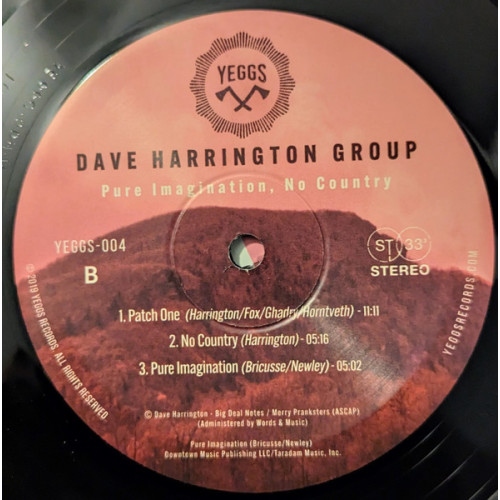 YEGGS
DAVE HARRINGTON GROUP
Pure Imagination, No Country
YEGGS-004
B
ST 33⅓
STEREO
1. Patch One (Harrington/Fox/Ghadry/Horntveth) - 11:11
2. No Country (Harrington) - 05:16
3. Pure Imagination (Bricusse/Newley) - 05:02
©2019 YEGGS RECORDS. ALL RIGHTS RESERVED.
YEGGSRECORDS.COM
© Dave Harrington - Big Deal Notes / Merry Pranksters (ASCAP)
(Administered by Words & Music)
Pure Imagination (Bricusse/Newley)
Downtown Music Publishing LLC/Taradam Music, Inc.